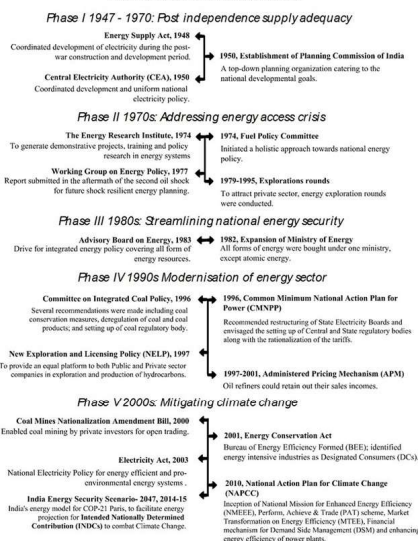 Phase I 1947 - 1970: Post independence supply adequacy
Energy Supply Act, 1948
Coordinated development of electricity during the post-
war construction and development period.
1950, Establishment of Planning Commission of India
A top-down planning organization catering to the
national developmental goals.
Central Electricity Authority (CEA), 1950
Coordinated development and uniform national
electricity policy.
Phase II 1970s: Addressing energy access crisis
The Energy Research Institute, 1974
To generate demonstrative projects, training and policy
research in energy systems
1974, Fuel Policy Committee
Initiated a holistic approach towards national energy
policy.
Working Group on Energy Policy, 1977
Report submitted in the aftermath of the second oil shock
for future shock resilient energy planning.
1979-1995, Explorations rounds
To attract private sector, energy exploration rounds
were conducted.
Phase III 1980s: Streamlining national energy security
Advisory Board on Energy, 1983
Drive for integrated energy policy covering all form of
energy resources.
1982, Expansion of Ministry of Energy
All forms of energy were bought under one ministry,
except atomic energy.
Phase IV 1990s Modernisation of energy sector
Committee on Integrated Coal Policy, 1996
Several recommendations were made including coal
conservation measures, deregulation of coal and coal
products; and setting up of coal regulatory body.
1996, Common Minimum National Action Plan for
Power (CMNPP)
Recommended restructuring of State Electricity Boards and
envisaged the setting up of Central and State regulatory bodies
along with the rationalization of the tariffs.
New Exploration and Licensing Policy (NELP), 1997
To provide an equal platform to both Public and Private sector
companies in exploration and production of hydrocarbons.
1997-2001, Administered Pricing Mechanism (APM)
Oil refiners could retain out their sales incomes.
Phase V 2000s: Mitigating climate change
Coal Mines Nationalization Amendment Bill, 2000
Enabled coal mining by private investors for open trading.
2001, Energy Conservation Act
Bureau of Energy Efficiency Formed (BEE); identified
energy intensive industries as Designated Consumers (DCs).
Electricity Act, 2003
National Electricity Policy for energy efficient and pro-
environmental energy systems .
India Energy Security Scenario- 2047, 2014-15
India's energy model for COP-21 Paris, to facilitate energy
projection for Intended Nationally Determined
Contribution (INDCs) to combat Climate Change.
2010, National Action Plan for Climate Change
(NAPCC)
Inception of National Mission for Enhanced Energy Efficiency
(NMEEE), Perform, Achieve & Trade (PAT) scheme, Market
Transformation on Energy Efficiency (MTEE), Financial
mechanism for Demand Side Management (DSM) and enhancing
energy efficiency of power plants.